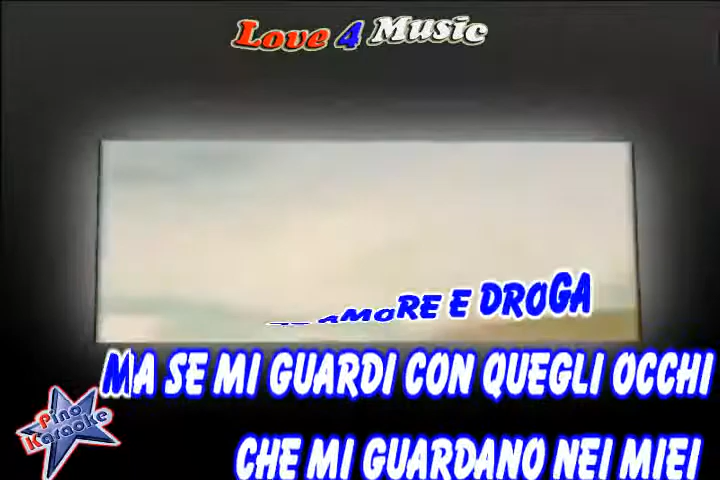 Love 4 Music
AMORE E DROGA
MA SE MI GUARDI CON QUEGLI OCCHI
CHE MI GUARDANO NEI MIEI
Pino
Karaoke